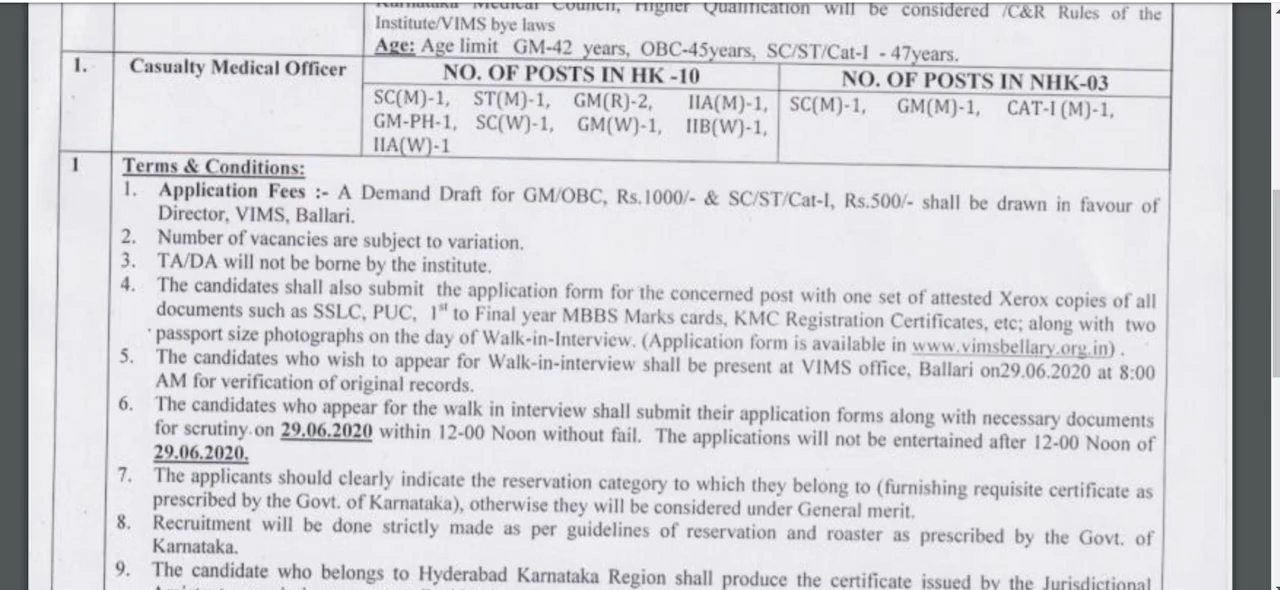 Karnataka Medical Council, Higher Qualification will be considered /C&R Rules of the
Institute/VIMS bye laws
Age: Age limit GM-42 years, OBC-45years, SC/ST/Cat-I - 47years.
1. Casualty Medical Officer
NO. OF POSTS IN HK -10
SC(M)-1, ST(M)-1, GM(R)-2, IIA(M)-1,
GM-PH-1, SC(W)-1, GM(W)-1, IIB(W)-1,
IIA(W)-1
NO. OF POSTS IN NHK-03
SC(M)-1, GM(M)-1, CAT-I (M)-1,
1 Terms & Conditions:
1. Application Fees :- A Demand Draft for GM/OBC, Rs.1000/- & SC/ST/Cat-I, Rs.500/- shall be drawn in favour of
Director, VIMS, Ballari.
2. Number of vacancies are subject to variation.
3. TA/DA will not be borne by the institute.
4. The candidates shall also submit the application form for the concerned post with one set of attested Xerox copies of all
documents such as SSLC, PUC, 1st to Final year MBBS Marks cards, KMC Registration Certificates, etc; along with two
passport size photographs on the day of Walk-in-Interview. (Application form is available in www.vimsbellary.org.in) .
5. The candidates who wish to appear for Walk-in-interview shall be present at VIMS office, Ballari on29.06.2020 at 8:00
AM for verification of original records.
6. The candidates who appear for the walk in interview shall submit their application forms along with necessary documents
for scrutiny on 29.06.2020 within 12-00 Noon without fail. The applications will not be entertained after 12-00 Noon of
29.06.2020.
7. The applicants should clearly indicate the reservation category to which they belong to (furnishing requisite certificate as
prescribed by the Govt. of Karnataka), otherwise they will be considered under General merit.
8. Recruitment will be done strictly made as per guidelines of reservation and roaster as prescribed by the Govt. of
Karnataka.
9. The candidate who belongs to Hyderabad Karnataka Region shall produce the certificate issued by the Jurisdictional